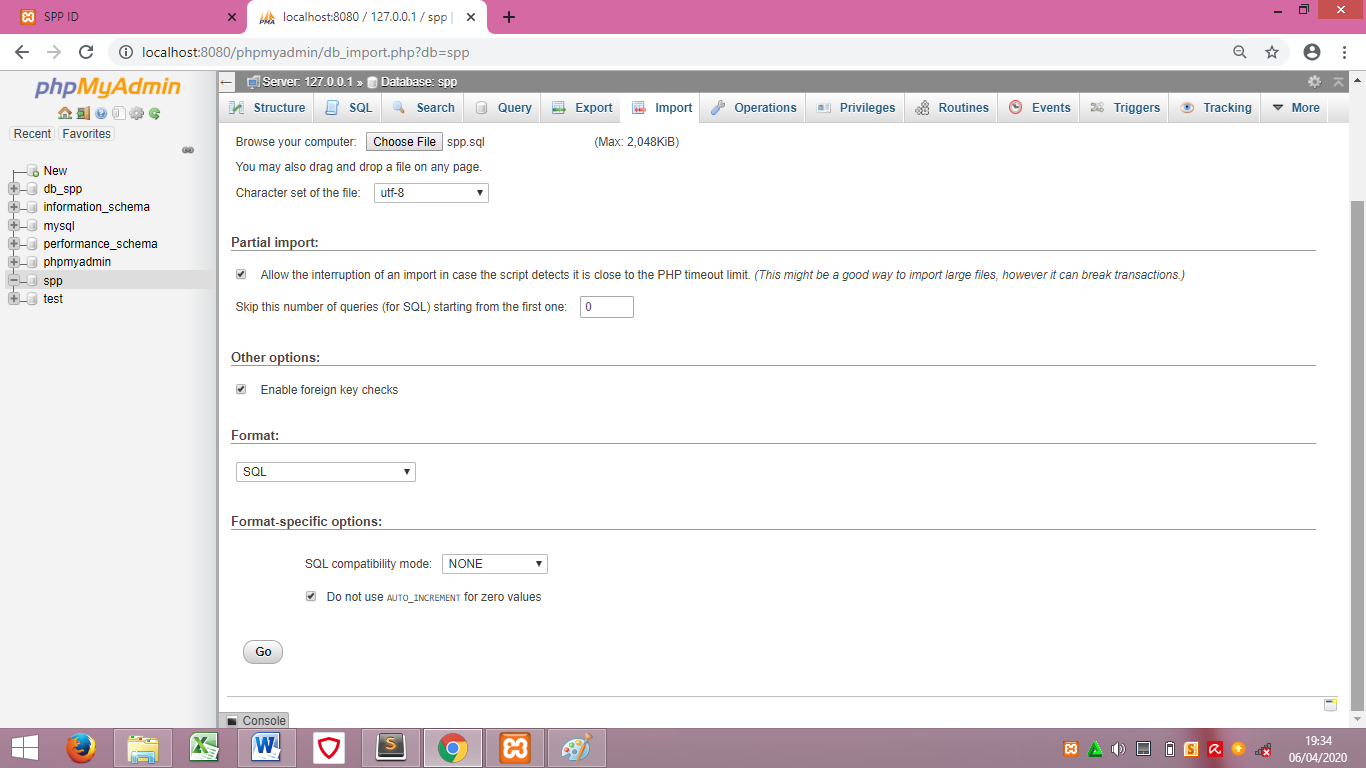 SPP ID
localhost:8080 / 127.0.0.1 / spp |
localhost:8080/phpmyadmin/db_import.php?db=spp
phpMyAdmin
Recent Favorites
New
db_spp
information_schema
mysql
performance_schema
phpmyadmin
spp
test
Server: 127.0.0.1 » Database: spp
Structure SQL Search Query Export Import Operations Privileges Routines Events Triggers Tracking More
Browse your computer: Choose File spp.sql (Max: 2,048KiB)
You may also drag and drop a file on any page.
Character set of the file: utf-8
Partial import:
Allow the interruption of an import in case the script detects it is close to the PHP timeout limit. (This might be a good way to import large files, however it can break transactions.)
Skip this number of queries (for SQL) starting from the first one: 0
Other options:
Enable foreign key checks
Format:
SQL
Format-specific options:
SQL compatibility mode: NONE
Do not use AUTO_INCREMENT for zero values
Go
Console
19:34
06/04/2020